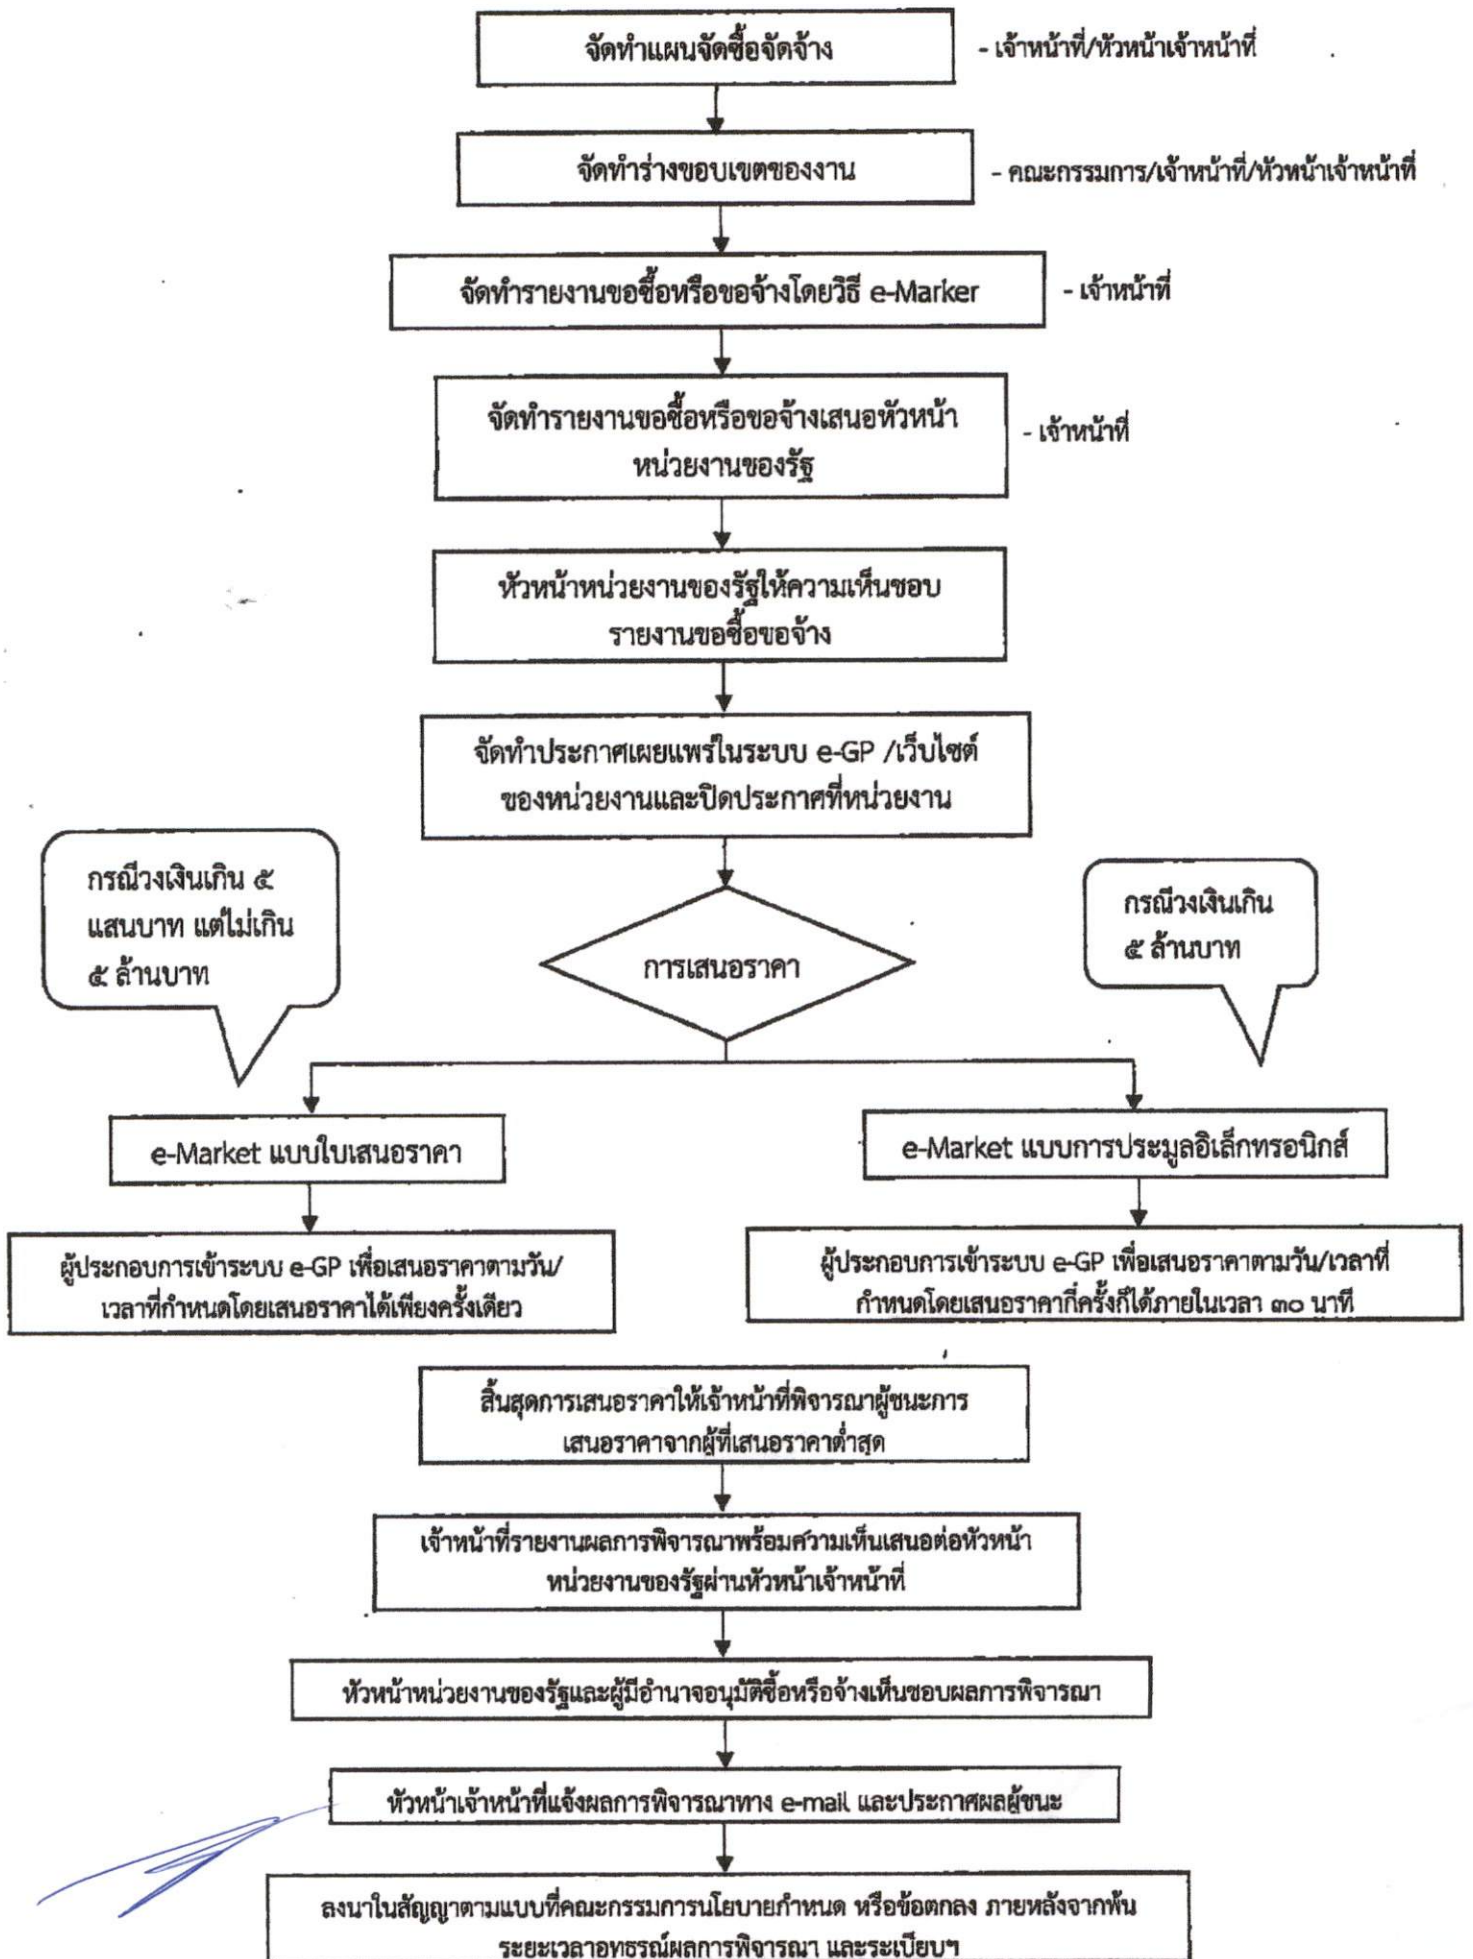 จัดทำแผนจัดซื้อจัดจ้าง - เจ้าหน้าที่/หัวหน้าเจ้าหน้าที่
จัดทำร่างขอบเขตของงาน - คณะกรรมการ/เจ้าหน้าที่/หัวหน้าเจ้าหน้าที่
จัดทำรายงานขอซื้อหรือขอจ้างโดยวิธี e-Marker - เจ้าหน้าที่
จัดทำรายงานขอซื้อหรือขอจ้างเสนอหัวหน้า
หน่วยงานของรัฐ
- เจ้าหน้าที่
หัวหน้าหน่วยงานของรัฐให้ความเห็นชอบ
รายงานขอซื้อขอจ้าง
จัดทำประกาศเผยแพร่ในระบบ e-GP /เว็บไซต์
ของหน่วยงานและปิดประกาศที่หน่วยงาน
กรณีวงเงินเกิน ๕
แสนบาท แต่ไม่เกิน
๕ ล้านบาท
การเสนอราคา
กรณีวงเงินเกิน
๕ ล้านบาท
e-Market แบบใบเสนอราคา
e-Market แบบการประมูลอิเล็กทรอนิกส์
ผู้ประกอบการเข้าระบบ e-GP เพื่อเสนอราคาตามวัน/
เวลาที่กำหนดโดยเสนอราคาได้เพียงครั้งเดียว
ผู้ประกอบการเข้าระบบ e-GP เพื่อเสนอราคาตามวัน/เวลาที่
กำหนดโดยเสนอราคากี่ครั้งก็ได้ภายในเวลา ๓๐ นาที
สิ้นสุดการเสนอราคาให้เจ้าหน้าที่พิจารณาผู้ชนะการ
เสนอราคาจากผู้ที่เสนอราคาต่ำสุด
เจ้าหน้าที่รายงานผลการพิจารณาพร้อมความเห็นเสนอต่อหัวหน้า
หน่วยงานของรัฐผ่านหัวหน้าเจ้าหน้าที่
หัวหน้าหน่วยงานของรัฐและผู้มีอำนาจอนุมัติซื้อหรือจ้างเห็นชอบผลการพิจารณา
หัวหน้าเจ้าหน้าที่แจ้งผลการพิจารณาทาง e-mail และประกาศผลผู้ชนะ
ลงนาในสัญญาตามแบบที่คณะกรรมการนโยบายกำหนด หรือข้อตกลง ภายหลังจากพ้น
ระยะเวลาอุทธรณ์ผลการพิจารณา และระเบียบฯ